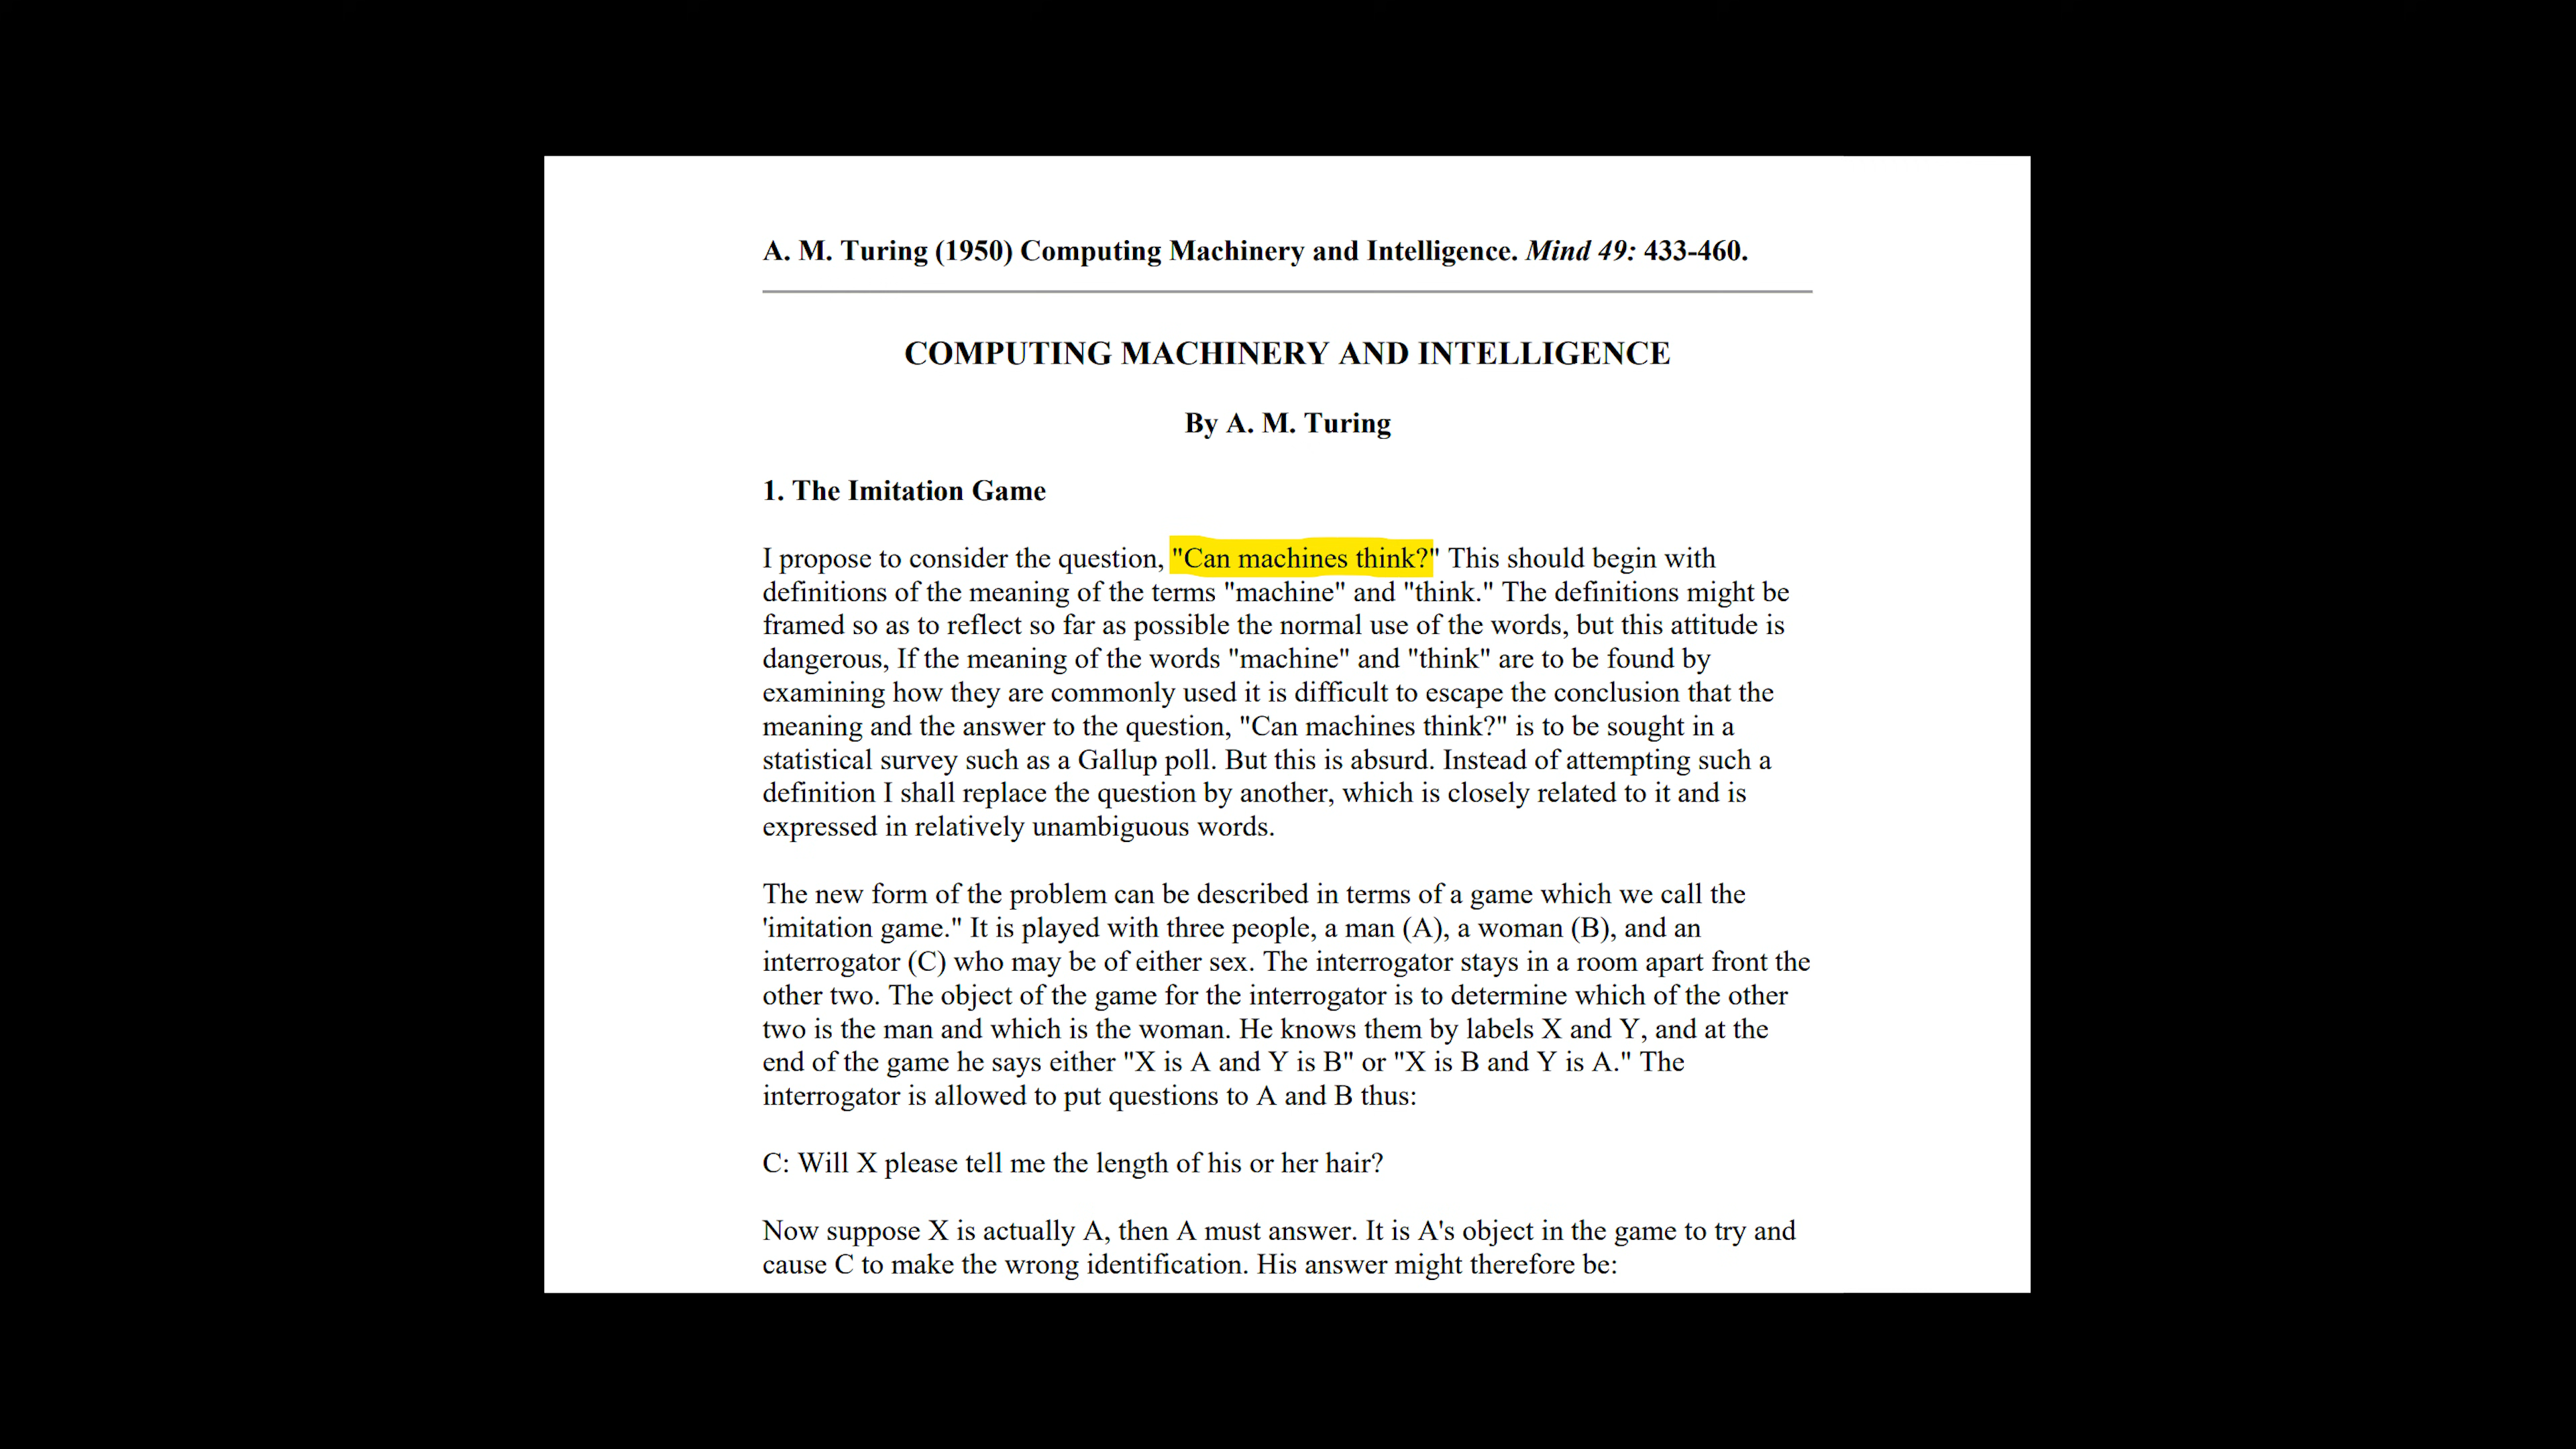 A. M. Turing (1950) Computing Machinery and Intelligence. Mind 49: 433-460.
COMPUTING MACHINERY AND INTELLIGENCE
By A. M. Turing
1. The Imitation Game
I propose to consider the question, "Can machines think?" This should begin with
definitions of the meaning of the terms "machine" and "think." The definitions might be
framed so as to reflect so far as possible the normal use of the words, but this attitude is
dangerous, If the meaning of the words "machine" and "think" are to be found by
examining how they are commonly used it is difficult to escape the conclusion that the
meaning and the answer to the question, "Can machines think?" is to be sought in a
statistical survey such as a Gallup poll. But this is absurd. Instead of attempting such a
definition I shall replace the question by another, which is closely related to it and is
expressed in relatively unambiguous words.
The new form of the problem can be described in terms of a game which we call the
'imitation game." It is played with three people, a man (A), a woman (B), and an
interrogator (C) who may be of either sex. The interrogator stays in a room apart front the
other two. The object of the game for the interrogator is to determine which of the other
two is the man and which is the woman. He knows them by labels X and Y, and at the
end of the game he says either "X is A and Y is B" or "X is B and Y is A." The
interrogator is allowed to put questions to A and B thus:
C: Will X please tell me the length of his or her hair?
Now suppose X is actually A, then A must answer. It is A's object in the game to try and
cause C to make the wrong identification. His answer might therefore be: